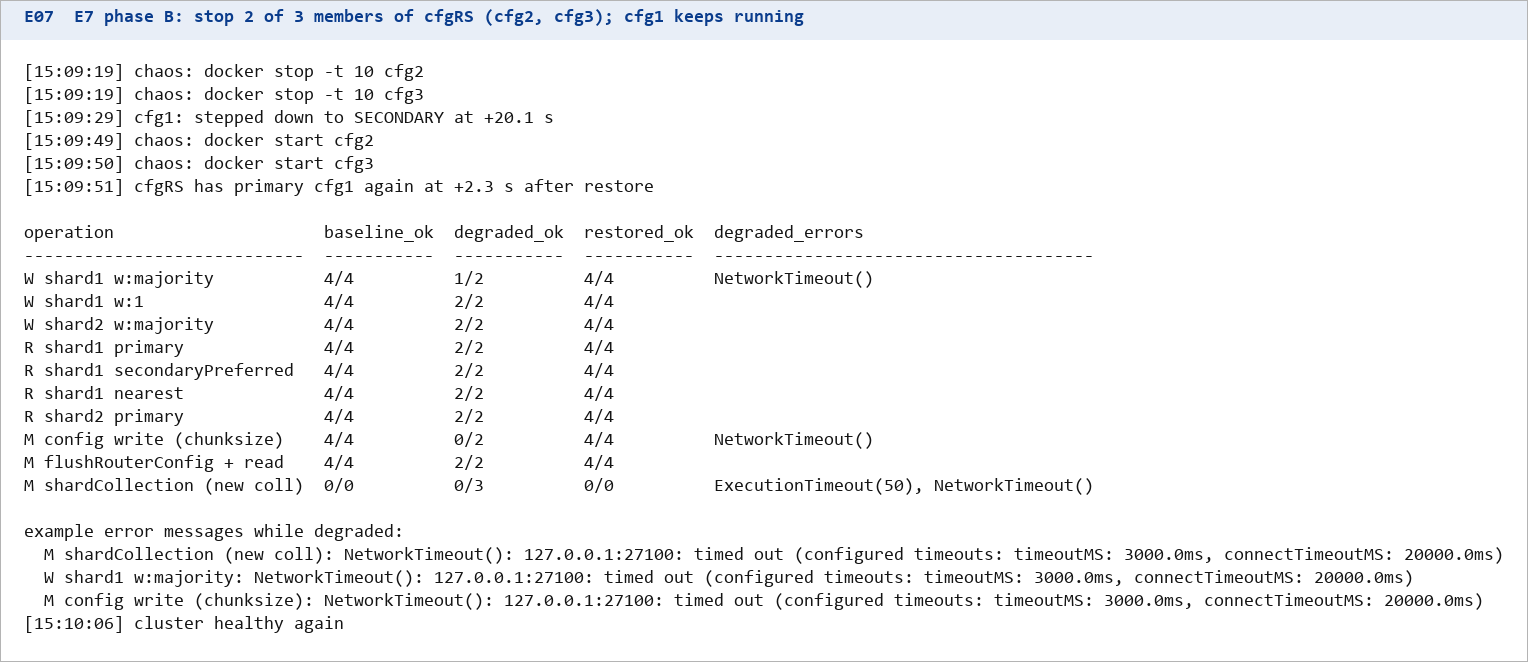 E07  E7 phase B: stop 2 of 3 members of cfgRS (cfg2, cfg3); cfg1 keeps running
[15:09:19] chaos: docker stop -t 10 cfg2
[15:09:19] chaos: docker stop -t 10 cfg3
[15:09:29] cfg1: stepped down to SECONDARY at +20.1 s
[15:09:49] chaos: docker start cfg2
[15:09:50] chaos: docker start cfg3
[15:09:51] cfgRS has primary cfg1 again at +2.3 s after restore
operation                     baseline_ok  degraded_ok  restored_ok  degraded_errors
----------------------------  -----------  -----------  -----------  --------------------------------------
W shard1 w:majority           4/4          1/2          4/4          NetworkTimeout()
W shard1 w:1                  4/4          2/2          4/4
W shard2 w:majority           4/4          2/2          4/4
R shard1 primary              4/4          2/2          4/4
R shard1 secondaryPreferred   4/4          2/2          4/4
R shard1 nearest              4/4          2/2          4/4
R shard2 primary              4/4          2/2          4/4
M config write (chunksize)    4/4          0/2          4/4          NetworkTimeout()
M flushRouterConfig + read    4/4          2/2          4/4
M shardCollection (new coll)  0/0          0/3          0/0          ExecutionTimeout(50), NetworkTimeout()
example error messages while degraded:
  M shardCollection (new coll): NetworkTimeout(): 127.0.0.1:27100: timed out (configured timeouts: timeoutMS: 3000.0ms, connectTimeoutMS: 20000.0ms)
  W shard1 w:majority: NetworkTimeout(): 127.0.0.1:27100: timed out (configured timeouts: timeoutMS: 3000.0ms, connectTimeoutMS: 20000.0ms)
  M config write (chunksize): NetworkTimeout(): 127.0.0.1:27100: timed out (configured timeouts: timeoutMS: 3000.0ms, connectTimeoutMS: 20000.0ms)
[15:10:06] cluster healthy again